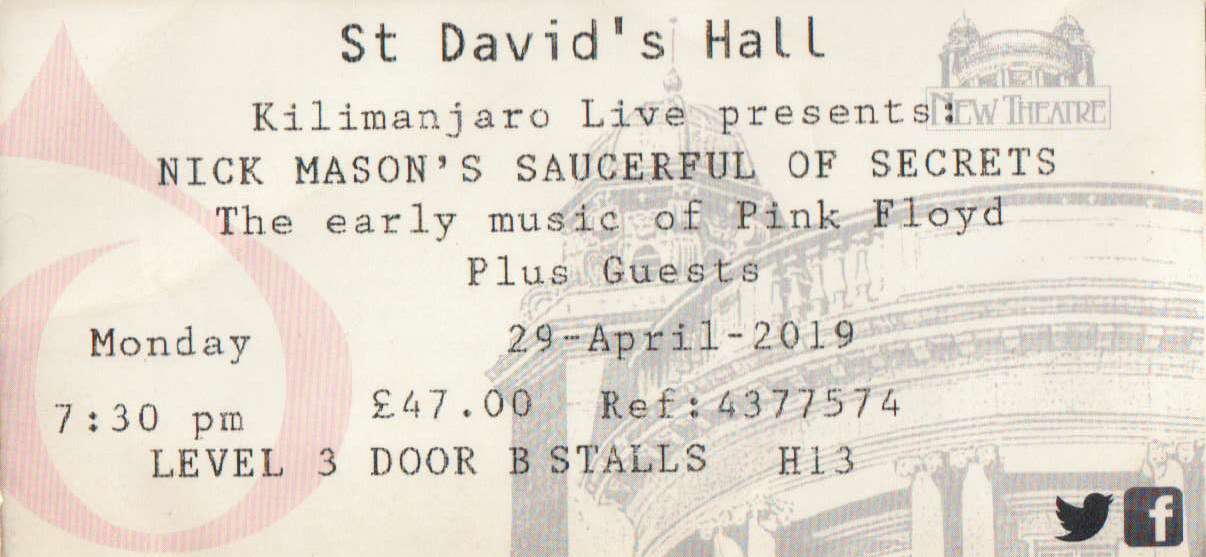 St David's Hall
NEW THEATRE
Kilimanjaro Live presents:
NICK MASON'S SAUCERFUL OF SECRETS
The early music of Pink Floyd
Plus Guests
Monday 29-April-2019
7:30 pm £47.00 Ref:4377574
LEVEL 3 DOOR B STALLS H13
f